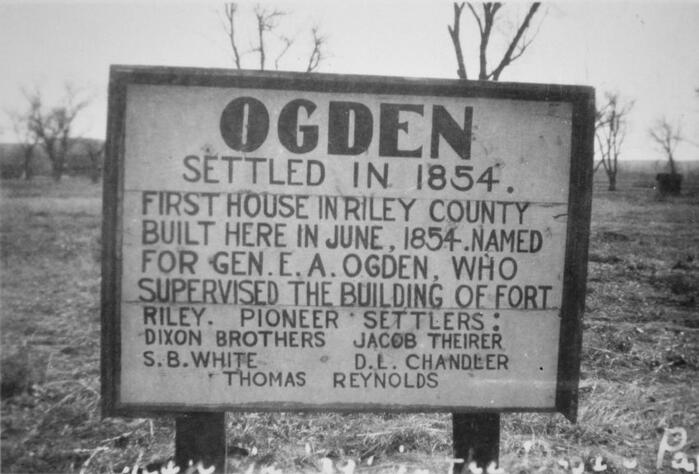 OGDEN
SETTLED IN 1854.
FIRST HOUSE IN RILEY COUNTY
BUILT HERE IN JUNE, 1854. NAMED
FOR GEN. E. A. OGDEN, WHO
SUPERVISED THE BUILDING OF FORT
RILEY. PIONEER SETTLERS:
DIXON BROTHERS JACOB THEIRER
S.B. WHITE D.L. CHANDLER
THOMAS REYNOLDS